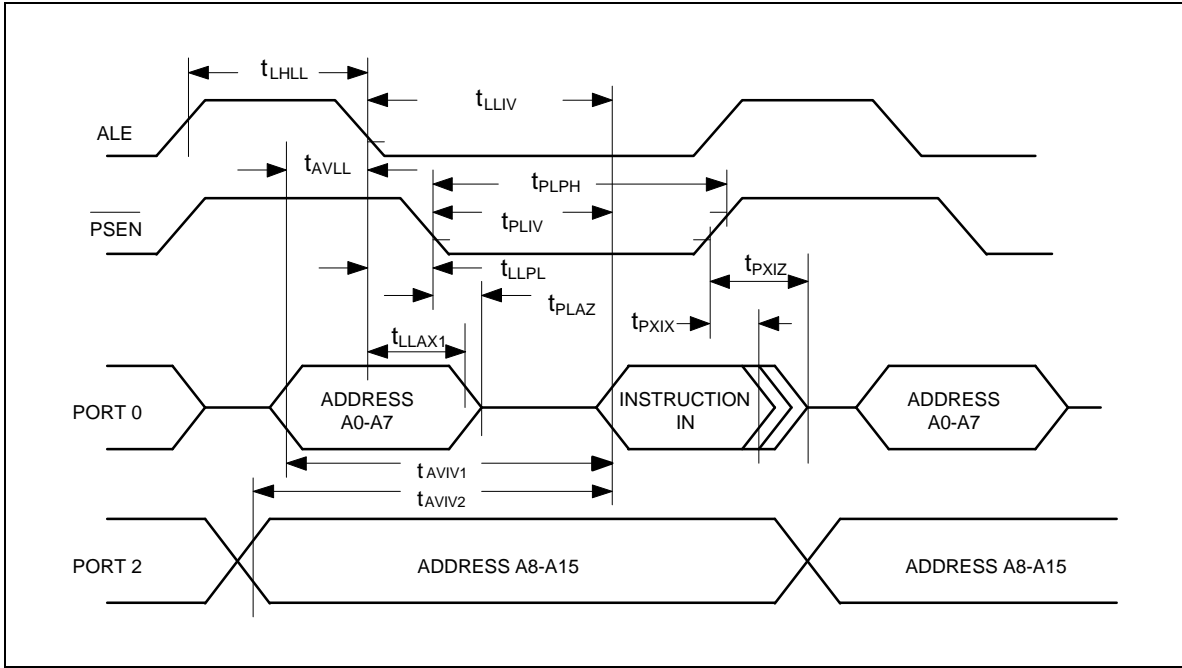 tLHLL
tLLIV
ALE
tAVLL
tPLPH
PSEN
tPLIV
tLLPL
tPXIZ
tPLAZ
tPXIX
tLLAX1
PORT 0
ADDRESS
A0-A7
INSTRUCTION
IN
ADDRESS
A0-A7
tAVIV1
tAVIV2
PORT 2
ADDRESS A8-A15
ADDRESS A8-A15